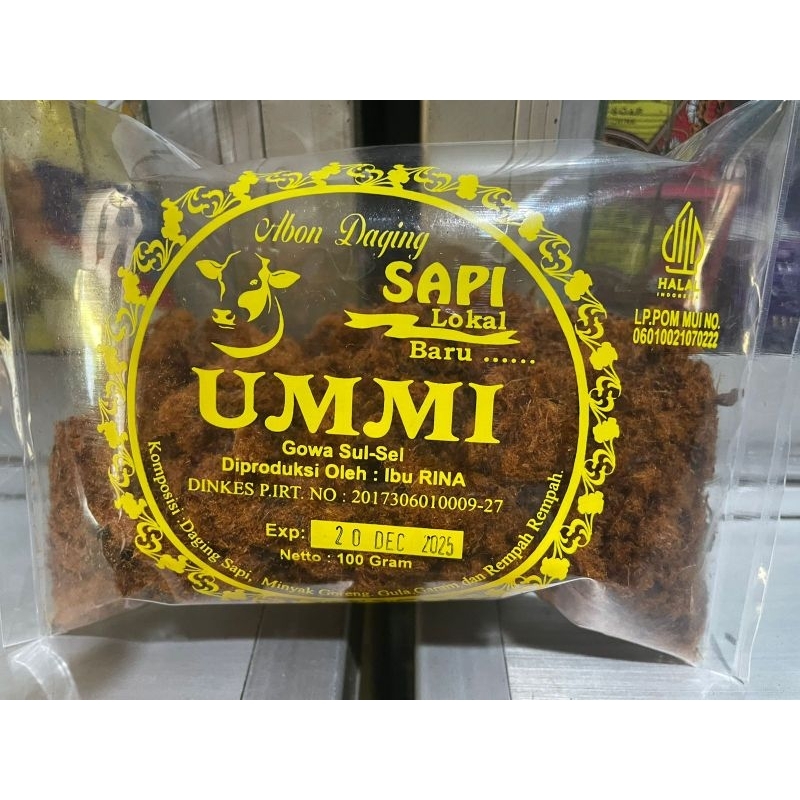 Abon Daging
SAPI
Lokal
Baru ......
UMMI
Gowa Sul-Sel
Diproduksi Oleh : Ibu RINA
DINKES P.IRT. NO : 2017306010009-27
Exp: 20 DEC 2025
Netto : 100 Gram
Komposisi : Daging Sapi, Minyak Goreng, Gula,Garam,dan Rempah Rempah.
HALAL
INDONESIA
LP.POM MUI NO.
06010021070222